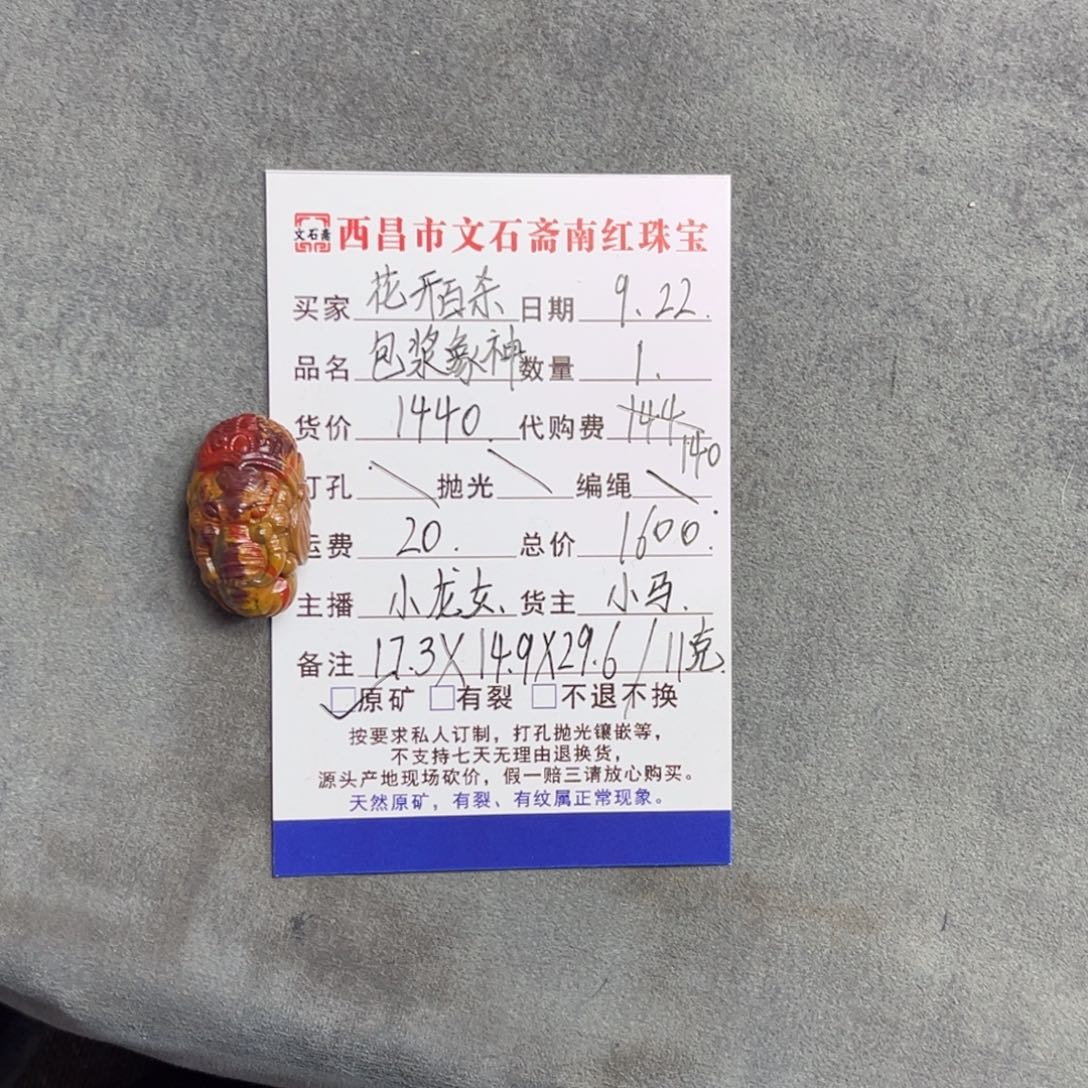 文石斋 西昌市文石斋南红珠宝
买家 花开百杀 日期 9.22.
品名 包浆象神 数量 1.
货价 1440. 代购费 144
140
打孔 \ 抛光 \ 编绳 \
运费 20. 总价 1600.
主播 小龙女、 货主 小马.
备注 17.3X14.9X29.6/11克.
✓□原矿 □有裂 □不退不换
按要求私人订制，打孔抛光镶嵌等，
不支持七天无理由退换货，
源头产地现场砍价，假一赔三请放心购买。
天然原矿，有裂、有纹属正常现象。